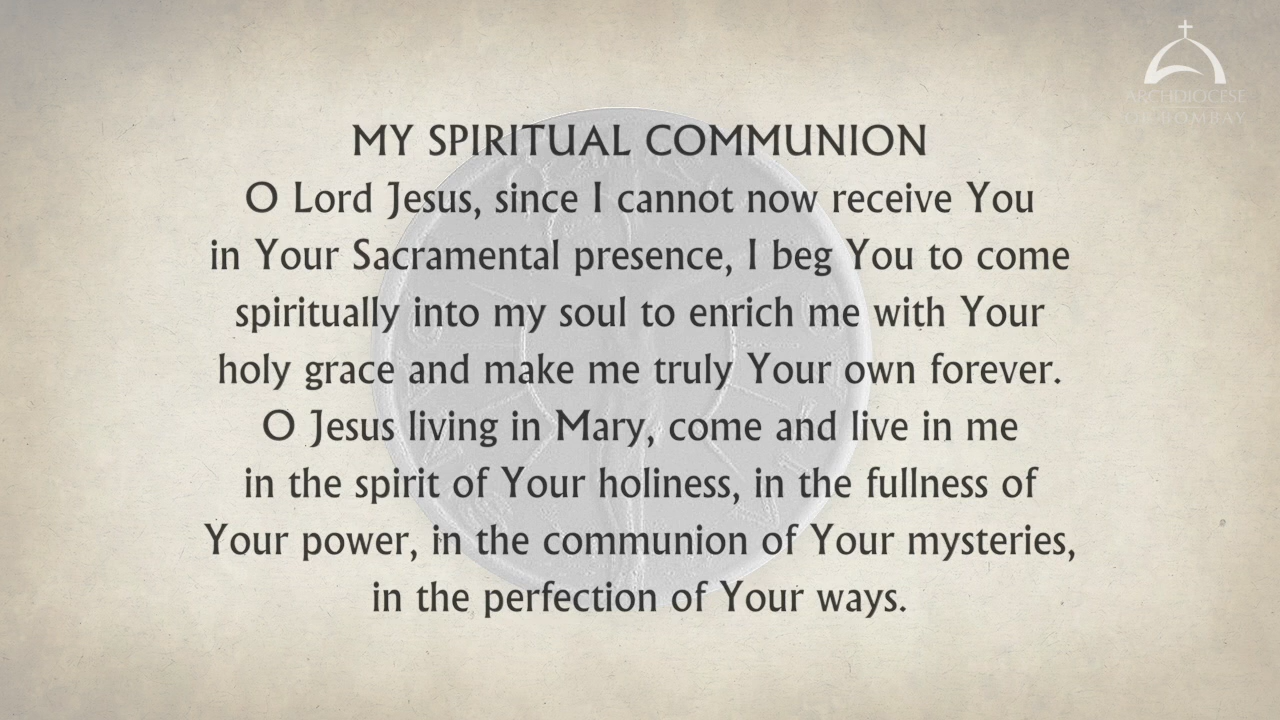 ARCHDIOCESE
BOMBAY
MY SPIRITUAL COMMUNION
O Lord Jesus, since I cannot now receive You
in Your Sacramental presence, I beg You to come
spiritually into my soul to enrich me with Your
holy grace and make me truly Your own forever.
O Jesus living in Mary, come and live in me
in the spirit of Your holiness, in the fullness of
Your power, in the communion of Your mysteries,
in the perfection of Your ways.